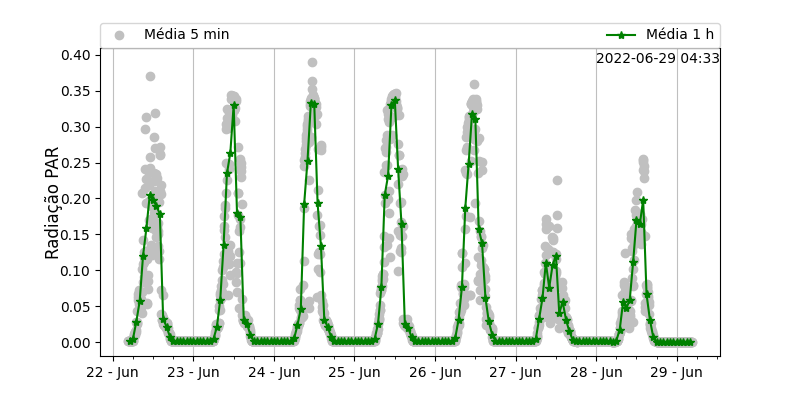 Média 5 min
Média 1 h
2022-06-29 04:33
Radiação PAR
0.40
0.35
0.30
0.25
0.20
0.15
0.10
0.05
0.00
22 - Jun
23 - Jun
24 - Jun
25 - Jun
26 - Jun
27 - Jun
28 - Jun
29 - Jun